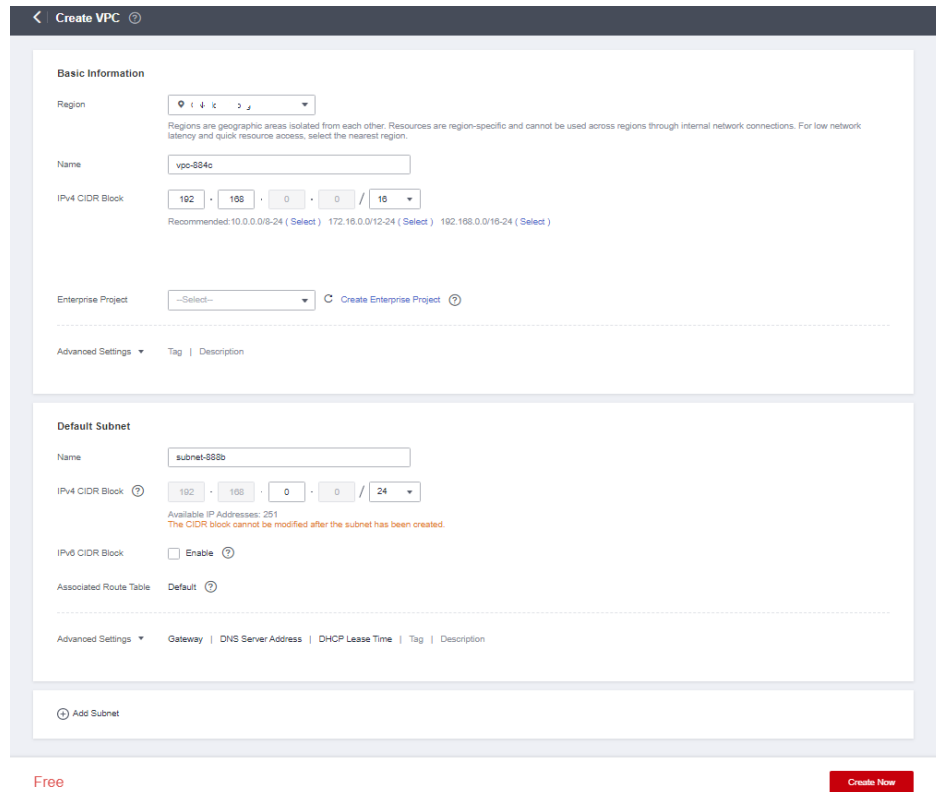 Create VPC ?
Basic Information
Region
Regions are geographic areas isolated from each other. Resources are region-specific and cannot be used across regions through internal network connections. For low network
latency and quick resource access, select the nearest region.
Name vpc-884c
IPv4 CIDR Block 192 . 168 . 0 . 0 / 16
Recommended:10.0.0.0/8-24 ( Select ) 172.16.0.0/12-24 ( Select ) 192.168.0.0/16-24 ( Select )
Enterprise Project --Select-- Create Enterprise Project ?
Advanced Settings Tag | Description
Default Subnet
Name subnet-888b
IPv4 CIDR Block ? 192 . 168 . 0 . 0 / 24
Available IP Addresses: 251
The CIDR block cannot be modified after the subnet has been created.
IPv6 CIDR Block Enable ?
Associated Route Table Default ?
Advanced Settings Gateway | DNS Server Address | DHCP Lease Time | Tag | Description
Add Subnet
Free Create Now